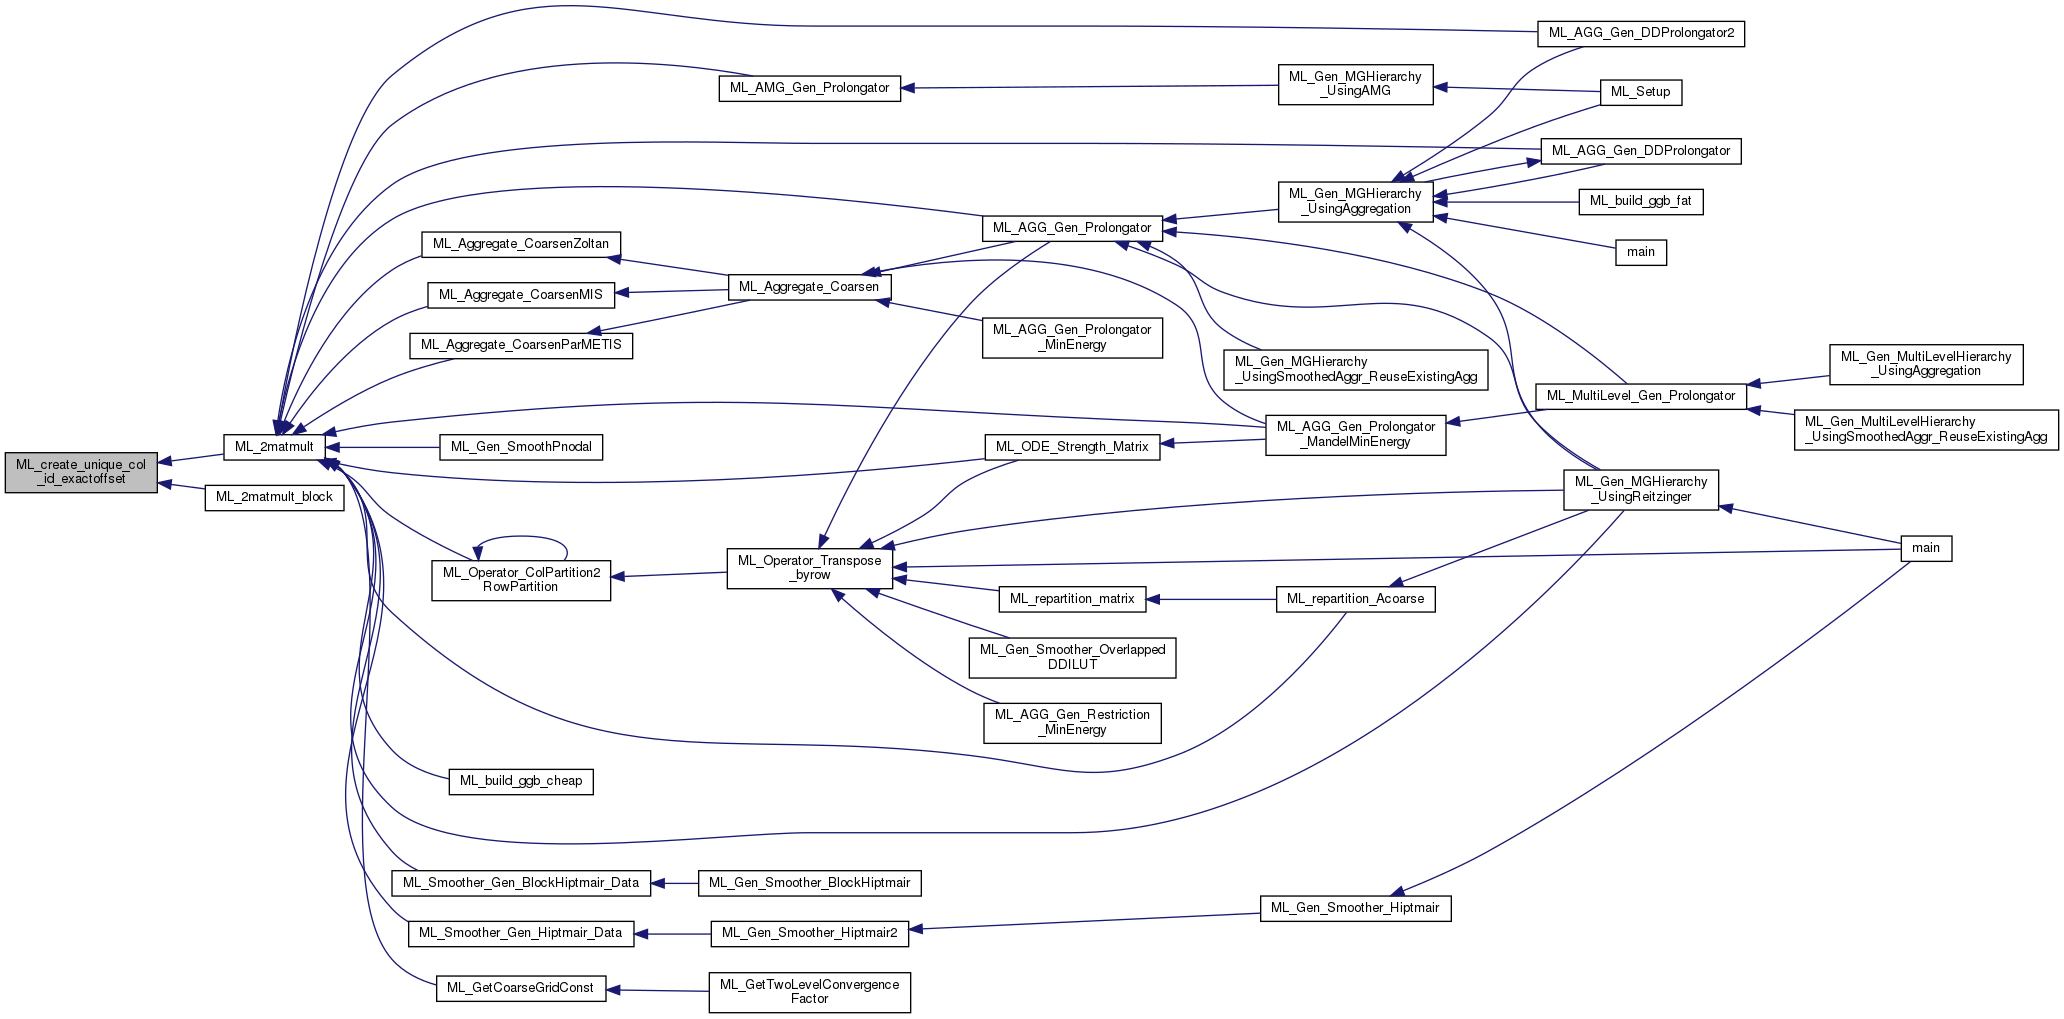 ML_AGG_Gen_DDProlongator2
ML_AMG_Gen_Prolongator
ML_Gen_MGHierarchy
_UsingAMG
ML_Setup
ML_AGG_Gen_DDProlongator
ML_Gen_MGHierarchy
_UsingAggregation
ML_build_ggb_fat
ML_AGG_Gen_Prolongator
main
ML_Aggregate_CoarsenZoltan
ML_Aggregate_Coarsen
ML_Aggregate_CoarsenMIS
ML_Aggregate_CoarsenParMETIS
ML_AGG_Gen_Prolongator
_MinEnergy
ML_Gen_MGHierarchy
_UsingSmoothedAggr_ReuseExistingAgg
ML_Gen_MultiLevelHierarchy
_UsingAggregation
ML_MultiLevel_Gen_Prolongator
ML_Gen_MultiLevelHierarchy
_UsingSmoothedAggr_ReuseExistingAgg
ML_AGG_Gen_Prolongator
_MandelMinEnergy
ML_2matmult
ML_Gen_SmoothPnodal
ML_ODE_Strength_Matrix
ML_create_unique_col
_id_exactoffset
ML_2matmult_block
ML_Gen_MGHierarchy
_UsingReitzinger
main
ML_Operator_ColPartition2
RowPartition
ML_Operator_Transpose
_byrow
ML_repartition_matrix
ML_repartition_Acoarse
ML_Gen_Smoother_Overlapped
DDILUT
ML_AGG_Gen_Restriction
_MinEnergy
ML_build_ggb_cheap
ML_Smoother_Gen_BlockHiptmair_Data
ML_Gen_Smoother_BlockHiptmair
ML_Smoother_Gen_Hiptmair_Data
ML_Gen_Smoother_Hiptmair2
ML_Gen_Smoother_Hiptmair
ML_GetCoarseGridConst
ML_GetTwoLevelConvergence
Factor